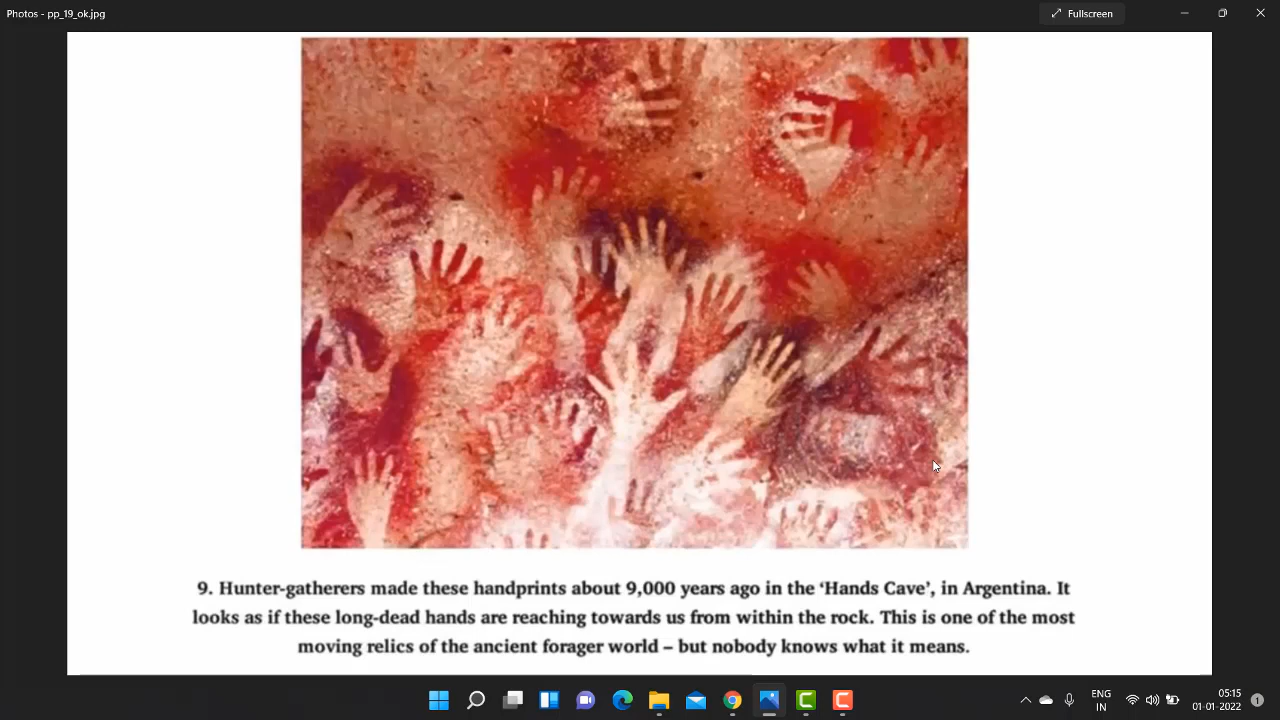 Photos - pp_19_ok.jpg
Fullscreen
9. Hunter-gatherers made these handprints about 9,000 years ago in the ‘Hands Cave’, in Argentina. It
looks as if these long-dead hands are reaching towards us from within the rock. This is one of the most
moving relics of the ancient forager world – but nobody knows what it means.
ENG
IN
05:15
01-01-2022
1